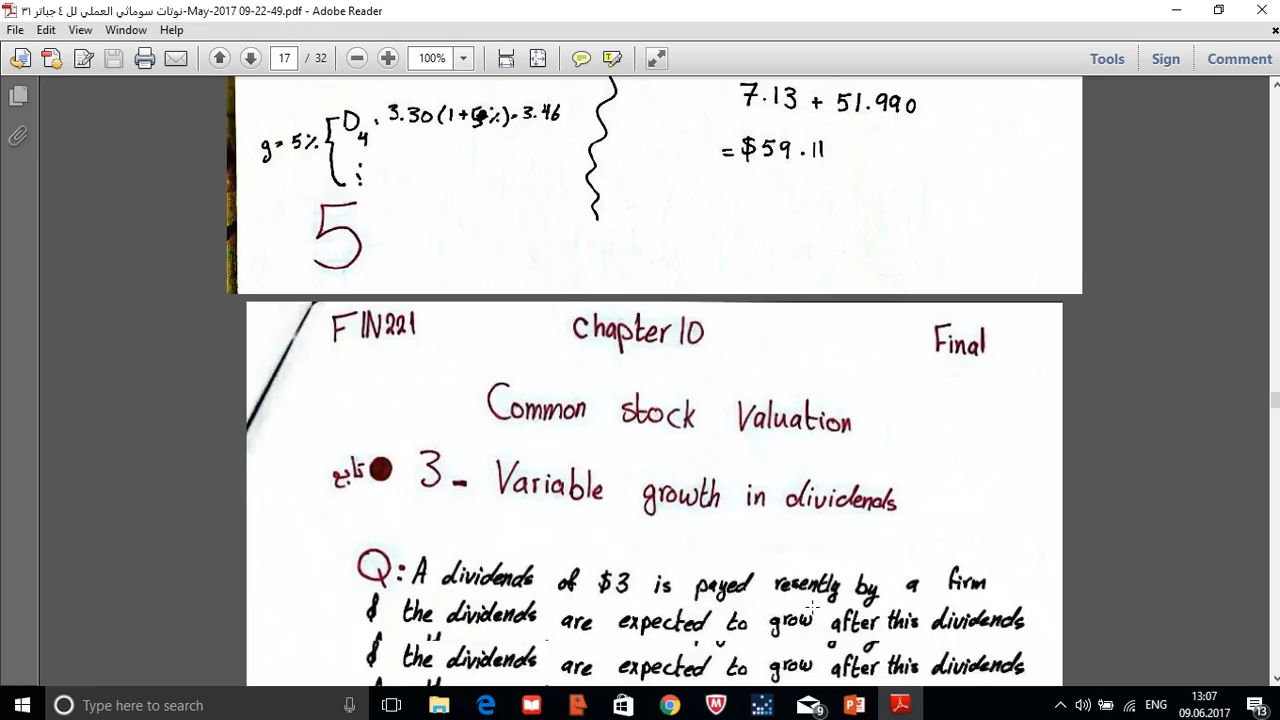 نوتات سوماثي العملي لل ٤ جباتر ٣١-May-2017 09-22-49.pdf - Adobe Reader
File Edit View Window Help
17 / 32 100% Tools Sign Comment
7.13 + 51.990
= $59.11
g = 5% D4 3.30(1+5%) = 3.46
5
FIN221 Chapter 10 Final
Common stock Valuation
تابع 3 - Variable growth in dividends
Q: A dividends of $3 is payed resently by a firm
& the dividends are expected to grow after this dividends
& the dividends are expected to grow after this dividends
Type here to search
9 ENG 13:07 09.06.2017 13